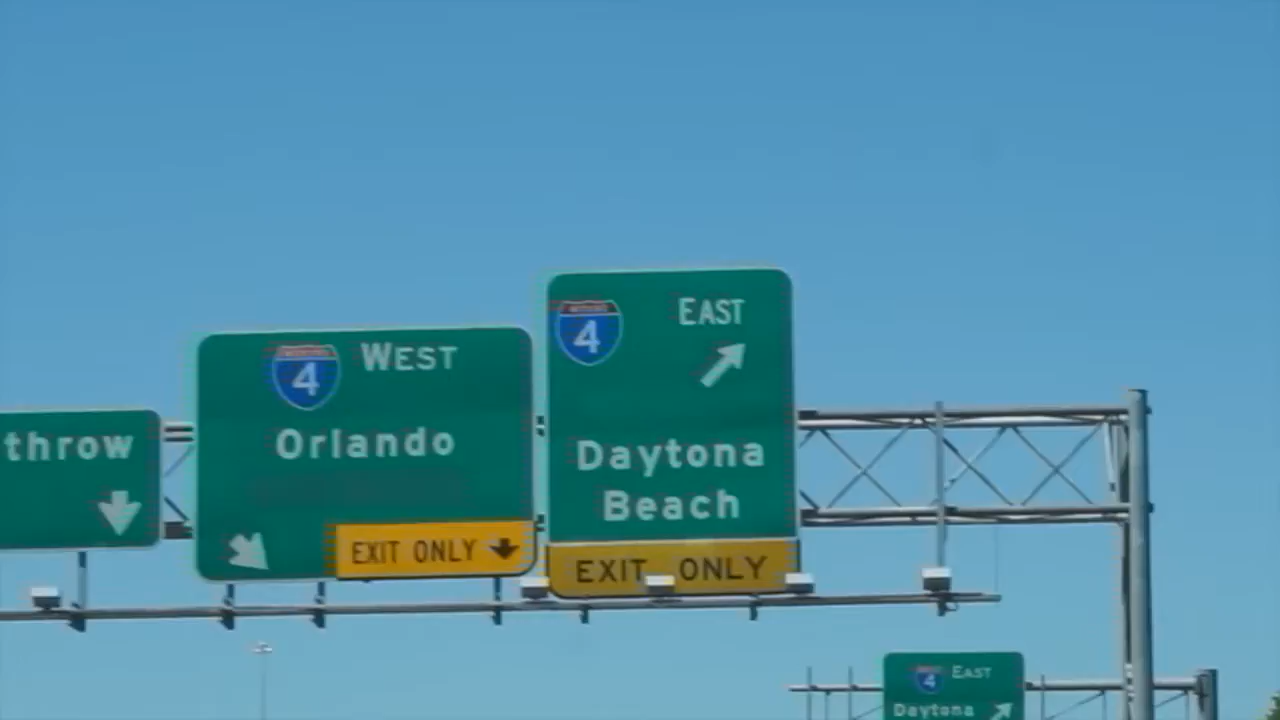 throw
4 WEST
Orlando
EXIT ONLY
4 EAST
Daytona
Beach
EXIT ONLY
4 EAST
Daytona